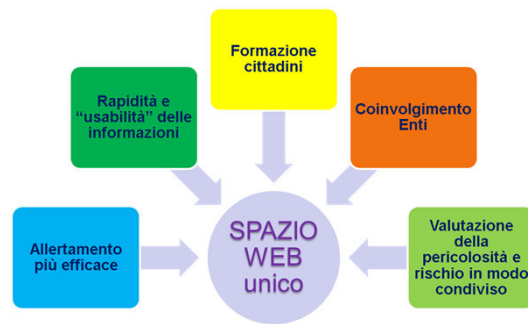 Formazione
cittadini
Rapidità e
“usabilità” delle
informazioni
Coinvolgimento
Enti
Allertamento
più efficace
SPAZIO
WEB
unico
Valutazione
della
pericolosità e
rischio in modo
condiviso